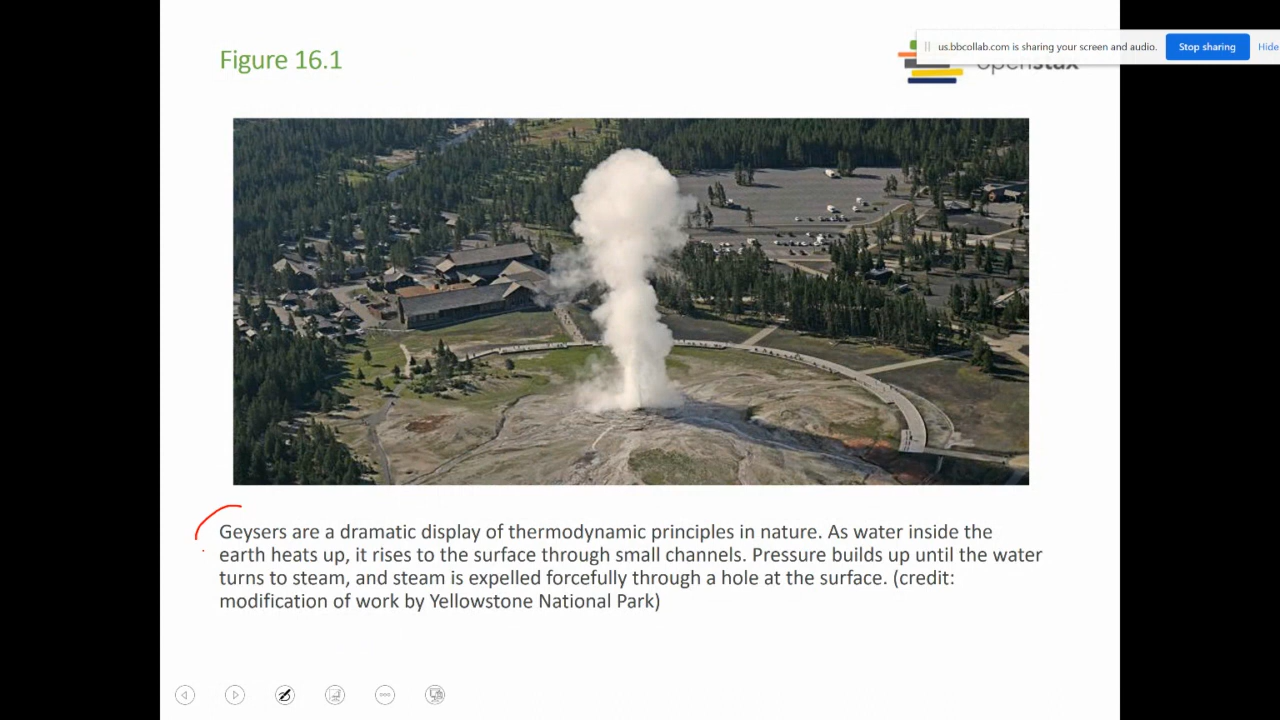 Figure 16.1
us.bbcollab.com is sharing your screen and audio.
Stop sharing
Hide
openstax
Geysers are a dramatic display of thermodynamic principles in nature. As water inside the
earth heats up, it rises to the surface through small channels. Pressure builds up until the water
turns to steam, and steam is expelled forcefully through a hole at the surface. (credit:
modification of work by Yellowstone National Park)